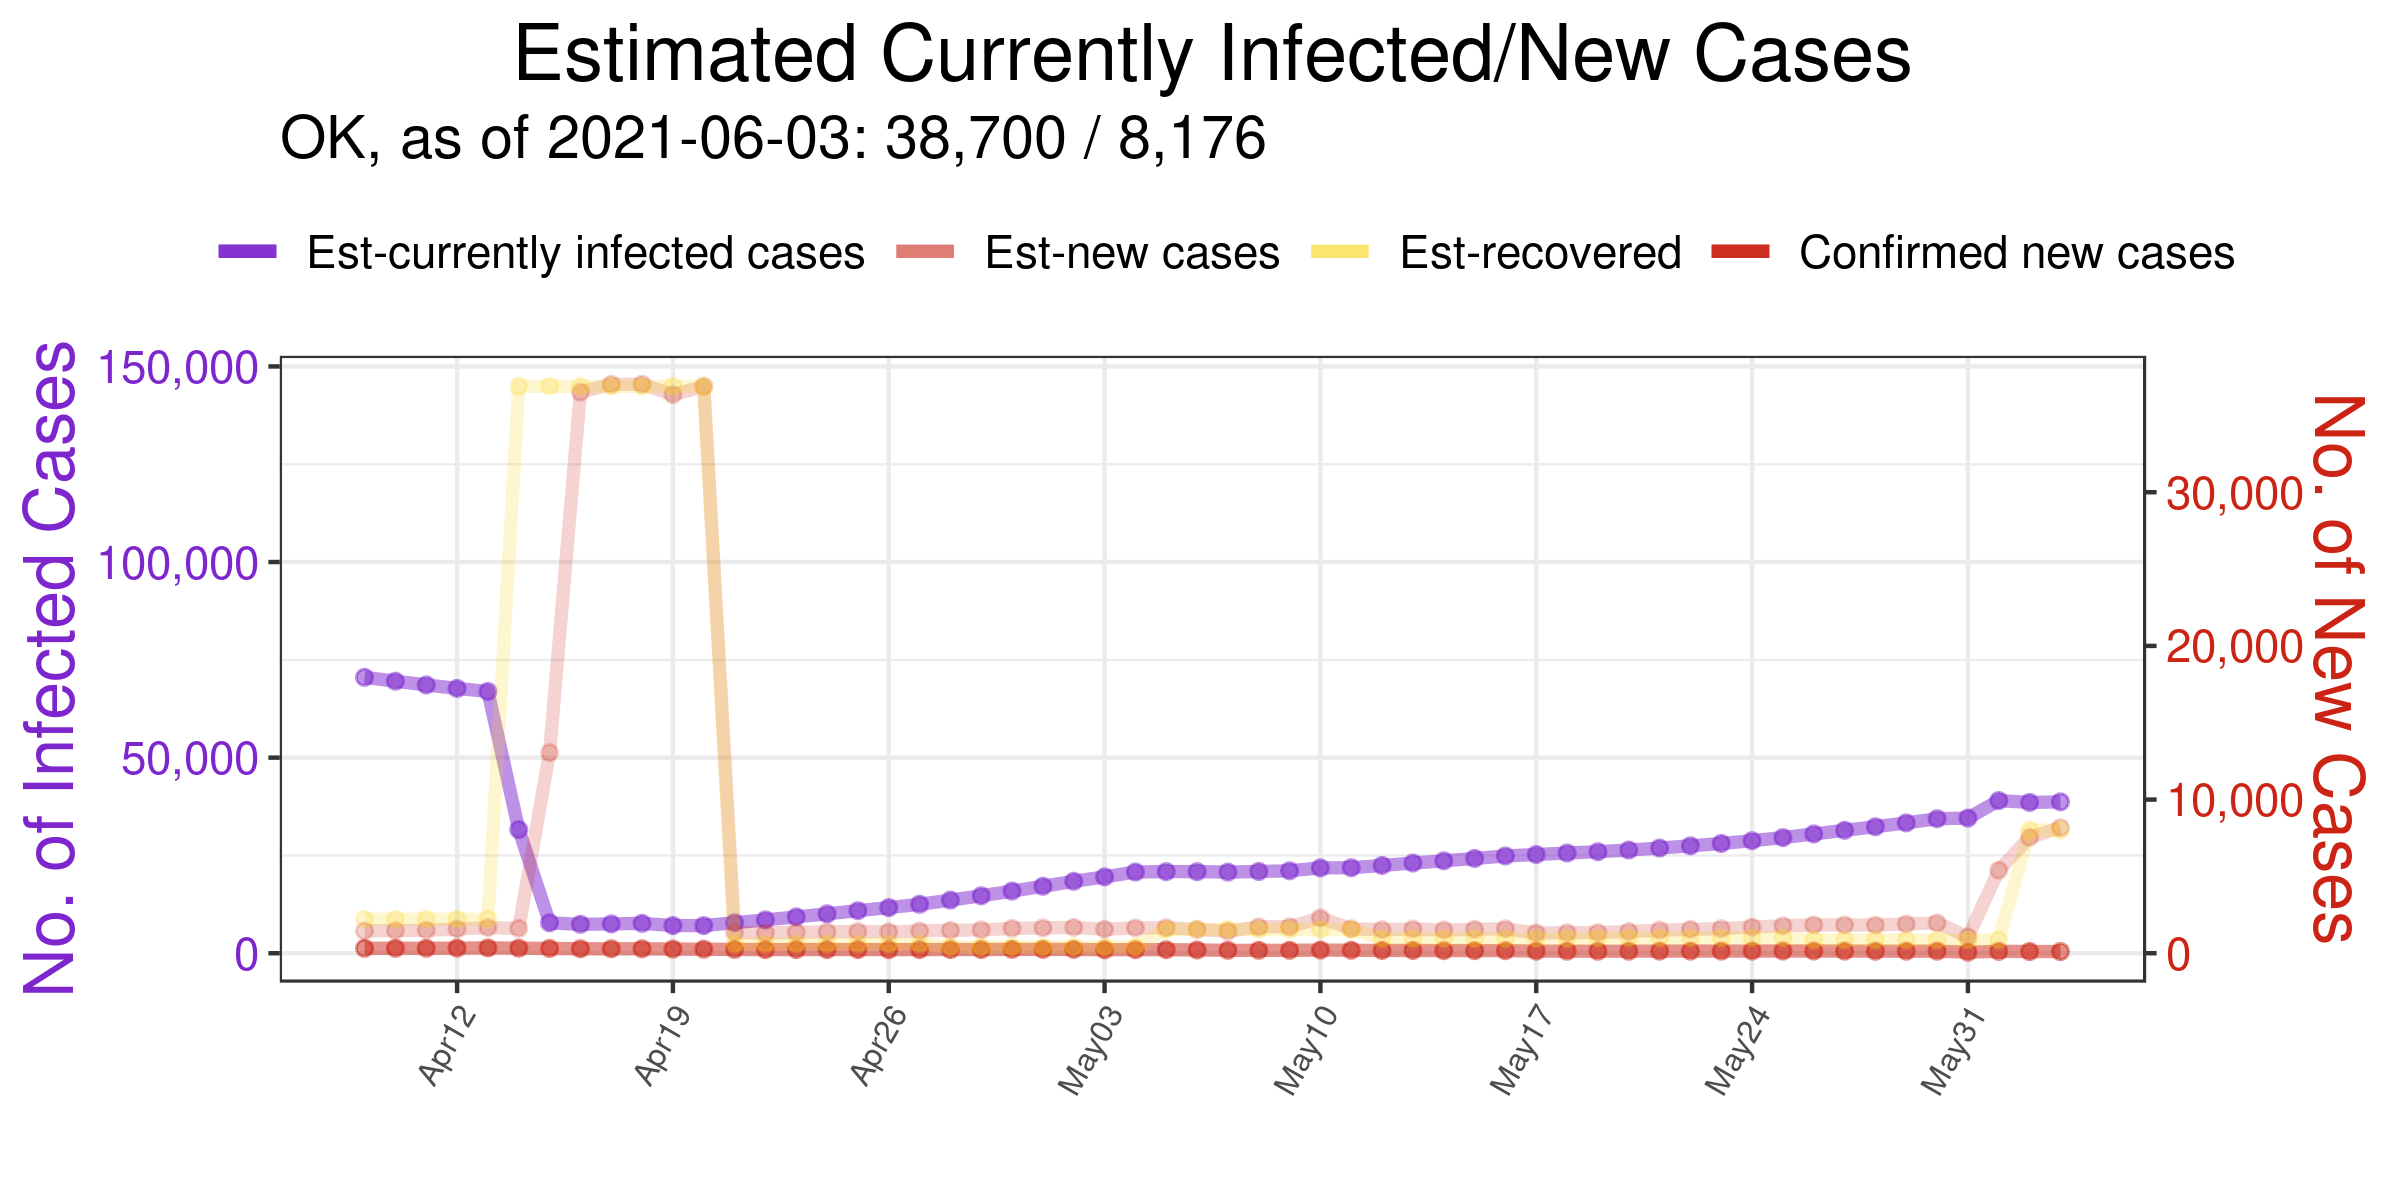 Estimated Currently Infected/New Cases
OK, as of 2021-06-03: 38,700 / 8,176
Est-currently infected cases Est-new cases Est-recovered Confirmed new cases
No. of Infected Cases
150,000
100,000
50,000
0
30,000
20,000
10,000
0
No. of New Cases
Apr12 Apr19 Apr26 May03 May10 May17 May24 May31